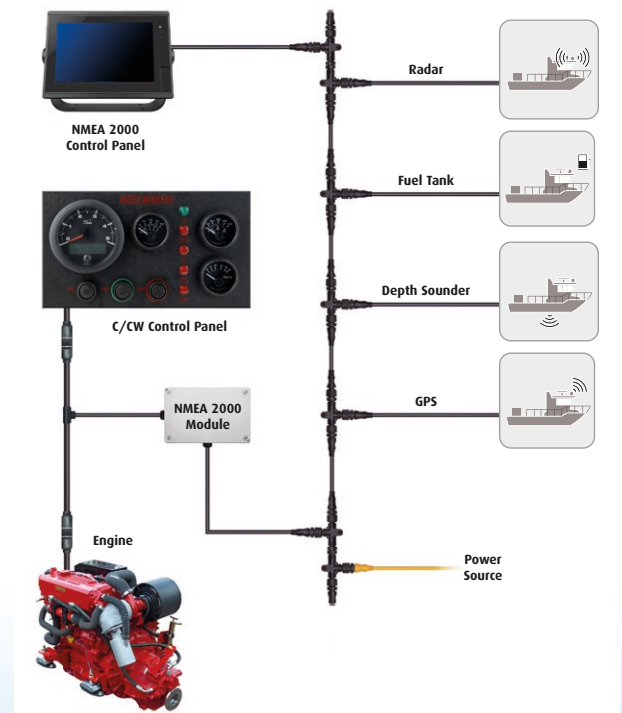 Radar
NMEA 2000
Control Panel
Fuel Tank
Depth Sounder
C/CW Control Panel
GPS
NMEA 2000
Module
Engine
Power
Source